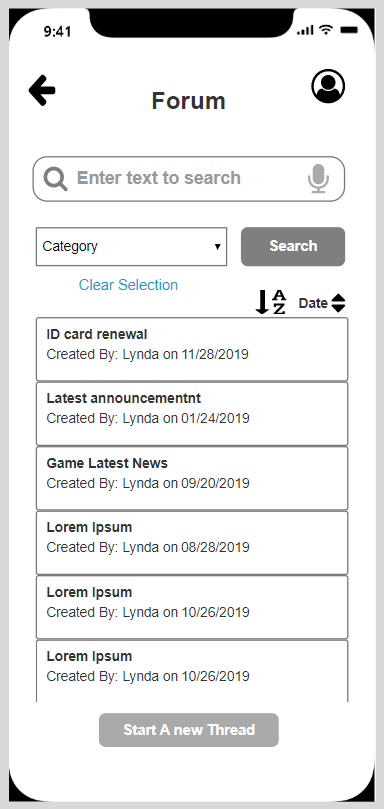 9:41
Forum
Enter text to search
Category
Search
Clear Selection
A
Z
Date
ID card renewal
Created By: Lynda on 11/28/2019
Latest announcementnt
Created By: Lynda on 01/24/2019
Game Latest News
Created By: Lynda on 09/20/2019
Lorem Ipsum
Created By: Lynda on 08/28/2019
Lorem Ipsum
Created By: Lynda on 10/26/2019
Lorem Ipsum
Created By: Lynda on 10/26/2019
Start A new Thread